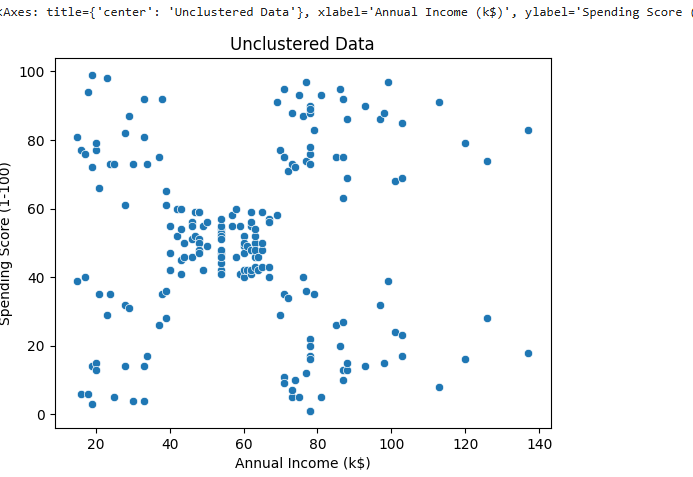 <Axes: title={'center': 'Unclustered Data'}, xlabel='Annual Income (k$)', ylabel='Spending Score (
Unclustered Data
100
80
60
40
20
0
Spending Score (1-100)
20 40 60 80 100 120 140
Annual Income (k$)